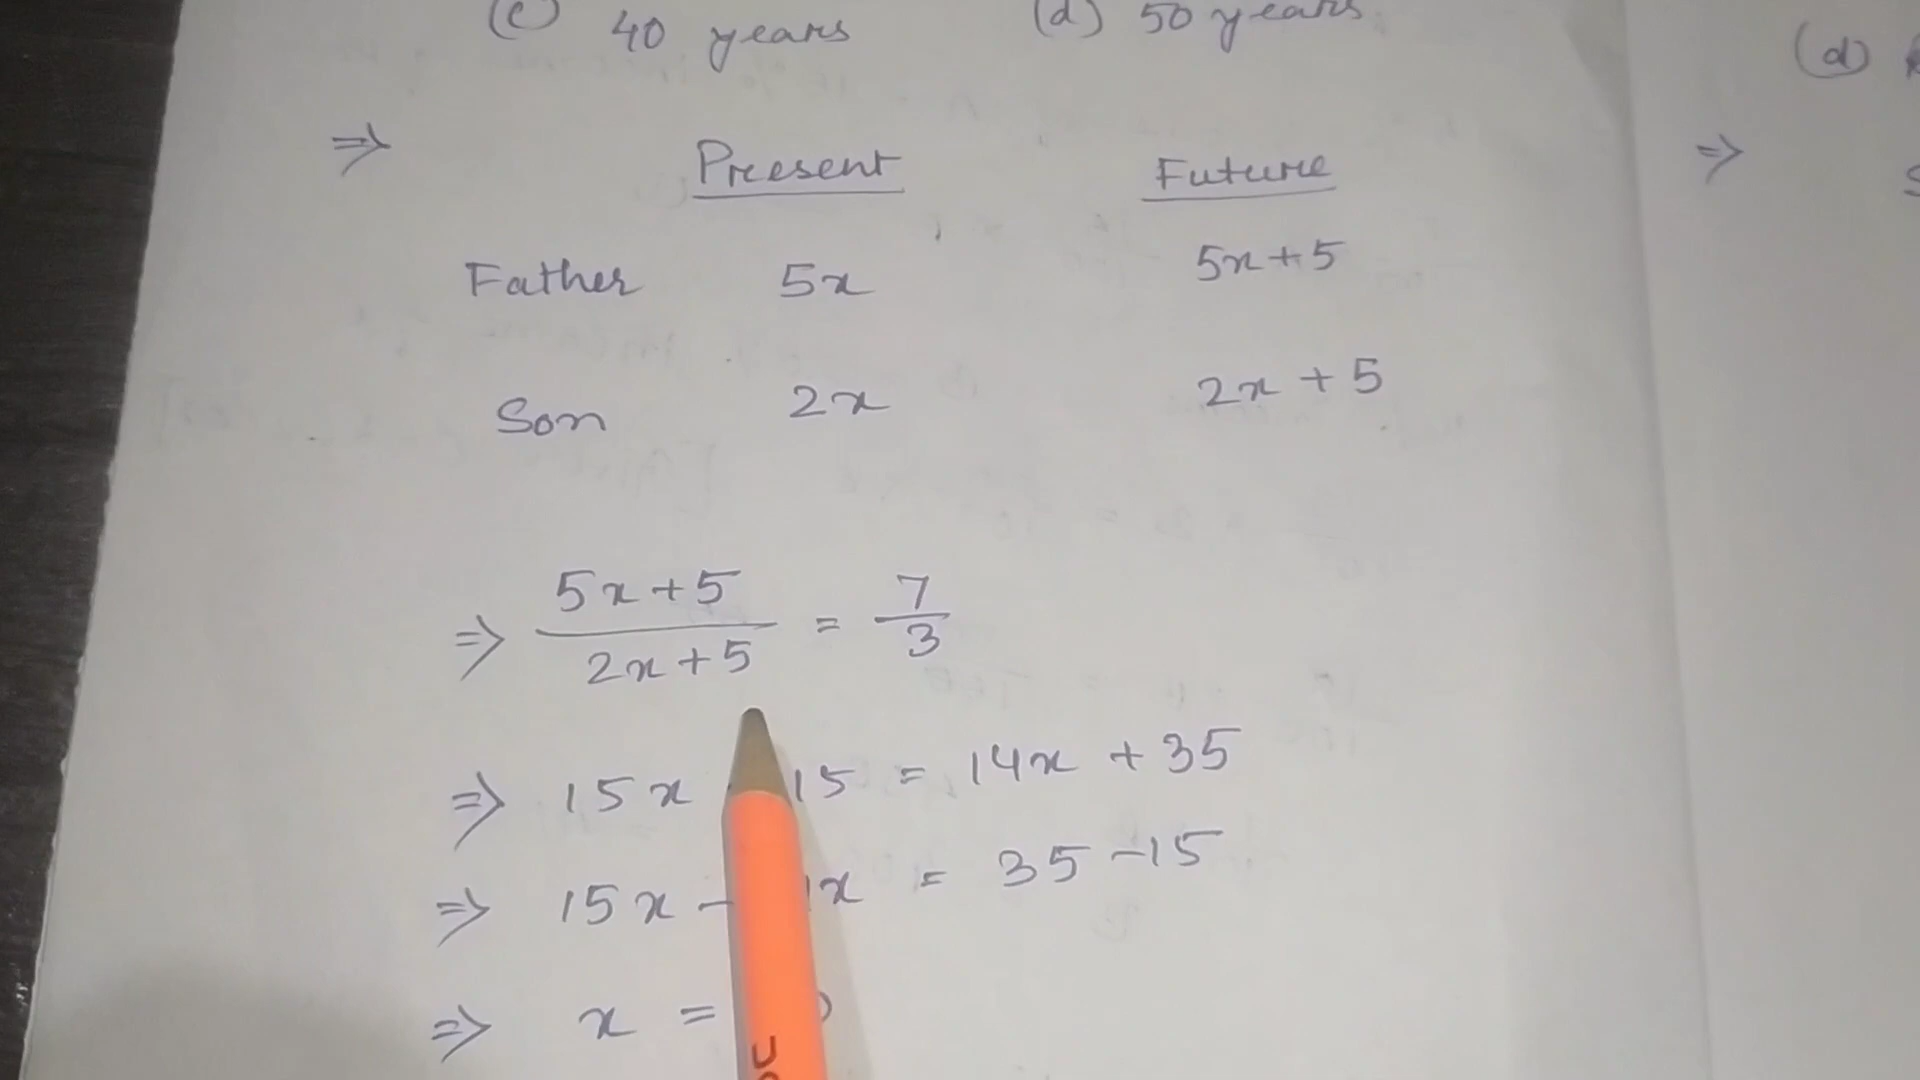 (c) 40 years (d) 50 years
(d)
⇒ Present Future ⇒
Father 5x 5x+5
Son 2x 2x + 5
⇒ 5x+5 / 2x+5 = 7/3
⇒ 15x 15 = 14x + 35
⇒ 15x - x = 35 - 15
⇒ x =